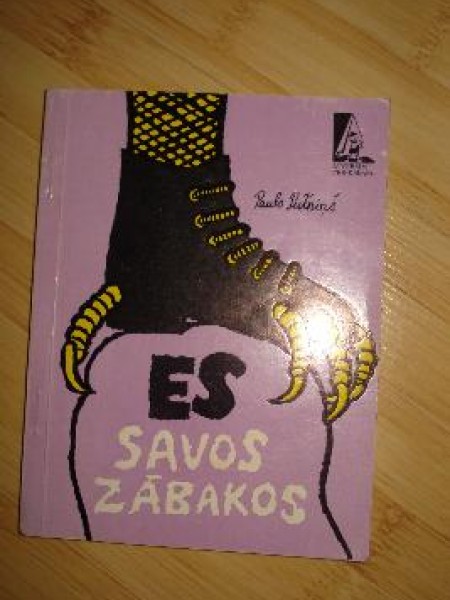 Pauls Putniņš
ES
SAVOS
ZĀBAKOS